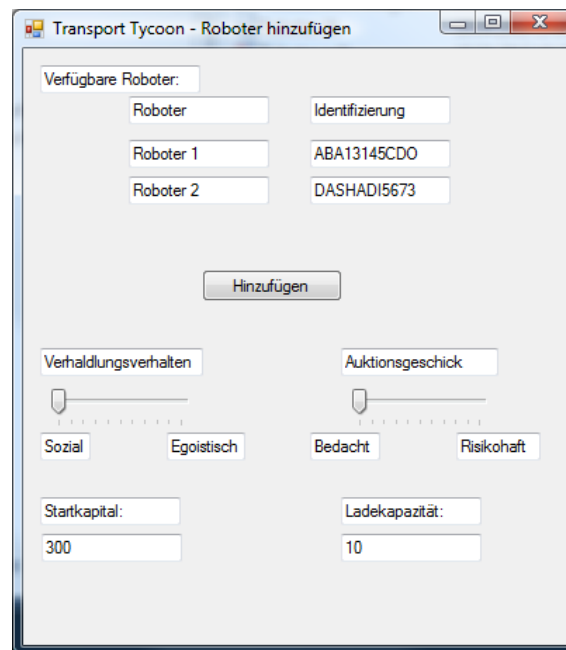 Transport Tycoon - Roboter hinzufügen
Verfügbare Roboter:
Roboter Identifizierung
Roboter 1 ABA13145CDO
Roboter 2 DASHADI5673
Hinzufügen
Verhaldlungsverhalten Auktionsgeschick
Sozial Egoistisch Bedacht Risikohaft
Startkapital: Ladekapazität:
300 10